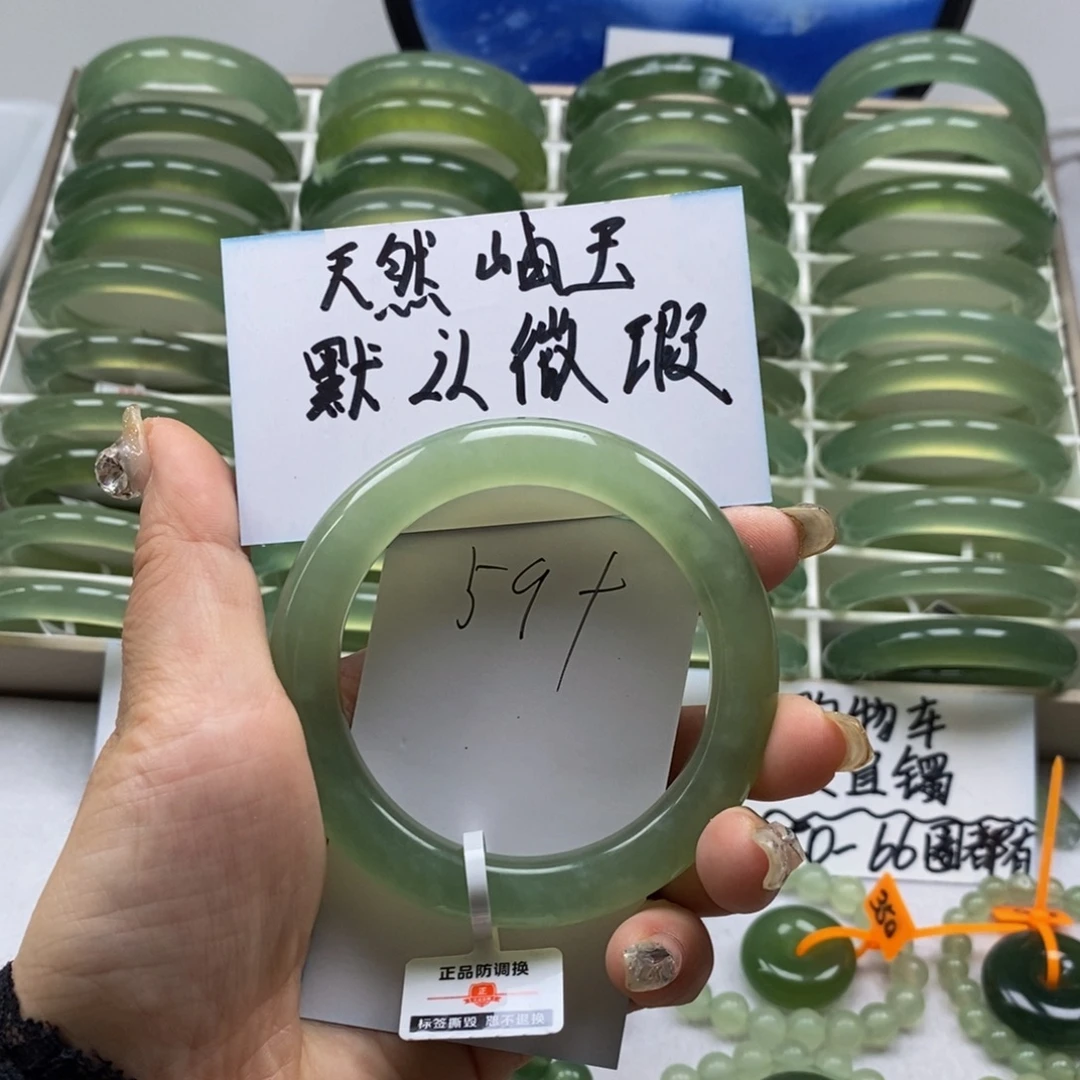 天然 岫玉
默认微瑕
59+
正品防调换
标签撕毁 恕不退换
购物车
直镯
50-66圈都有
350